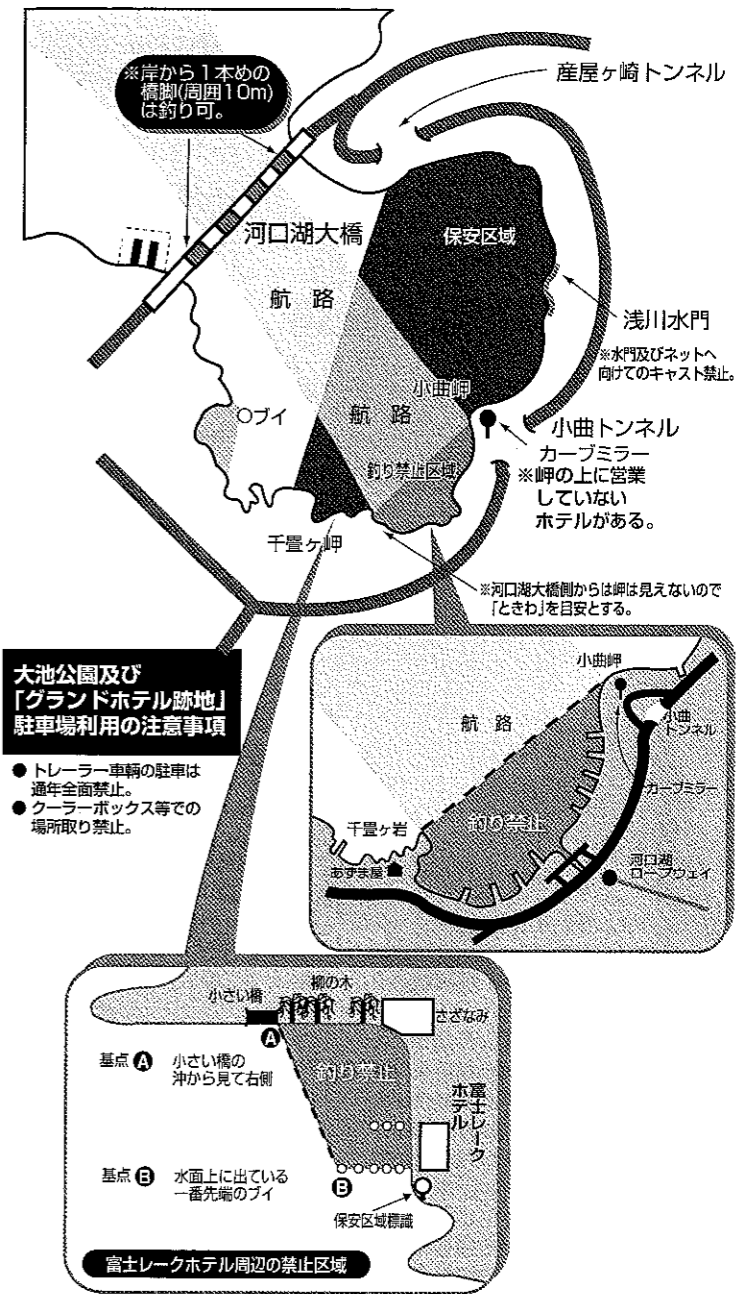 ※岸から1本めの
橋脚(周囲10m)
は釣り可。
産屋ヶ崎トンネル
河口湖大橋
保安区域
航路
浅川水門
※水門及びネットへ
向けてのキャスト禁止。
小曲岬
○ブイ
航路
小曲トンネル
カーブミラー
※岬の上に営業
していない
ホテルがある。
釣り禁止区域
千畳ヶ岬
※河口湖大橋側からは岬は見えないので
「ときわ」を目安とする。
大池公園及び
「グランドホテル跡地」
駐車場利用の注意事項
● トレーラー車輌の駐車は
通年全面禁止。
● クーラーボックス等での
場所取り禁止。
小曲岬
航路
小曲
トンネル
カーブミラー
釣り禁止
千畳ヶ岩
あずま屋
河口湖
ロープウェイ
柳の木
小さい橋
さざなみ
A
基点 A 小さい橋の
沖から見て右側
釣り禁止
富士レーク
ホテル
基点 B 水面上に出ている
一番先端のブイ
B
保安区域標識
富士レークホテル周辺の禁止区域